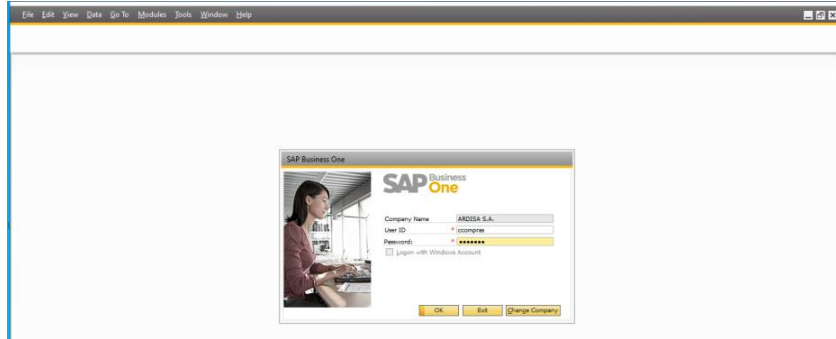 File Edit View Data Go To Modules Tools Window Help
SAP Business One
SAP Business One
Company Name ARDISA S.A.
User ID * ccompras
Password * •••••••
Logon with Windows Account
OK Exit Change Company